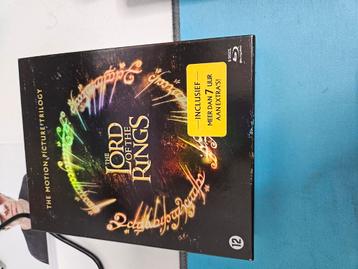 THE MOTION PICTURE TRILOGY
THE
LORD
OF THE
RINGS
INCLUSIEF
MEER DAN 7 UUR
AAN EXTRA'S!
12